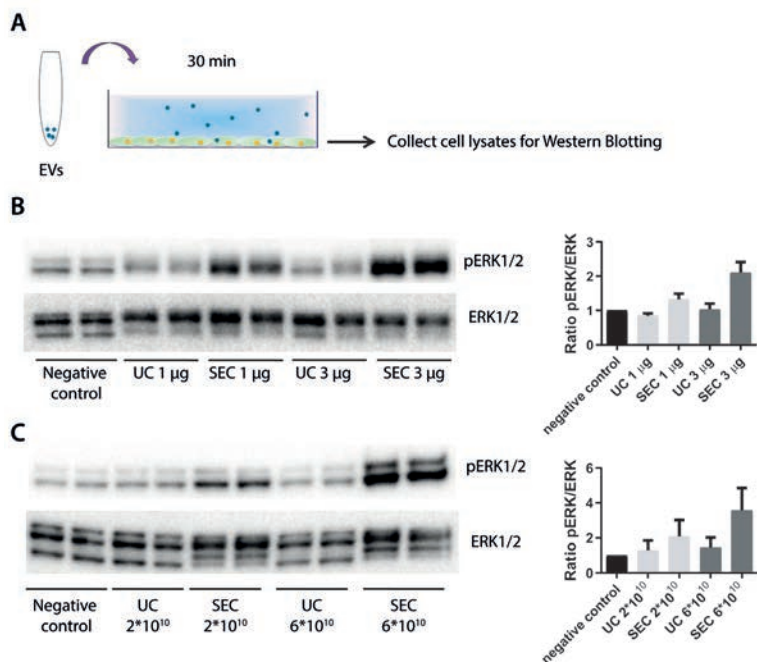 A
30 min
EVs
Collect cell lysates for Western Blotting
B
pERK1/2
ERK1/2
Negative
control
UC 1 μg
SEC 1 μg
UC 3 μg
SEC 3 μg
Ratio pERK/ERK
3
2
1
0
negative control
UC 1 μg
SEC 1 μg
UC 3 μg
SEC 3 μg
C
pERK1/2
ERK1/2
Negative
control
UC
2*10¹⁰
SEC
2*10¹⁰
UC
6*10¹⁰
SEC
6*10¹⁰
Ratio pERK/ERK
6
4
2
0
negative control
UC 2*10¹⁰
SEC 2*10¹⁰
UC 6*10¹⁰
SEC 6*10¹⁰